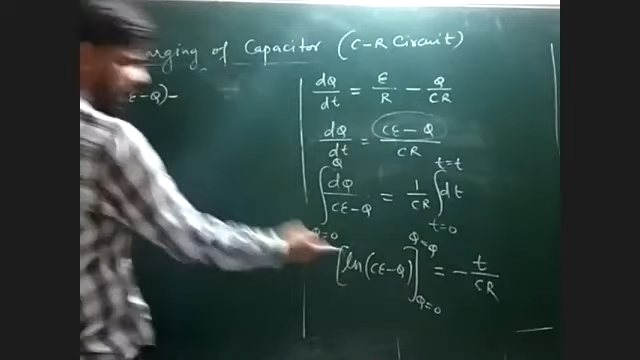 arging of Capacitor (C-R Circuit)
ε-Q)-
dQ/dt = ε/R - Q/CR
dQ/dt = Cε-Q/CR
∫_{Q=0}^{Q} dQ/Cε-Q = 1/CR ∫_{t=0}^{t=t} dt
[ln(Cε-Q)]_{Q=0}^{Q=Q} = -t/CR